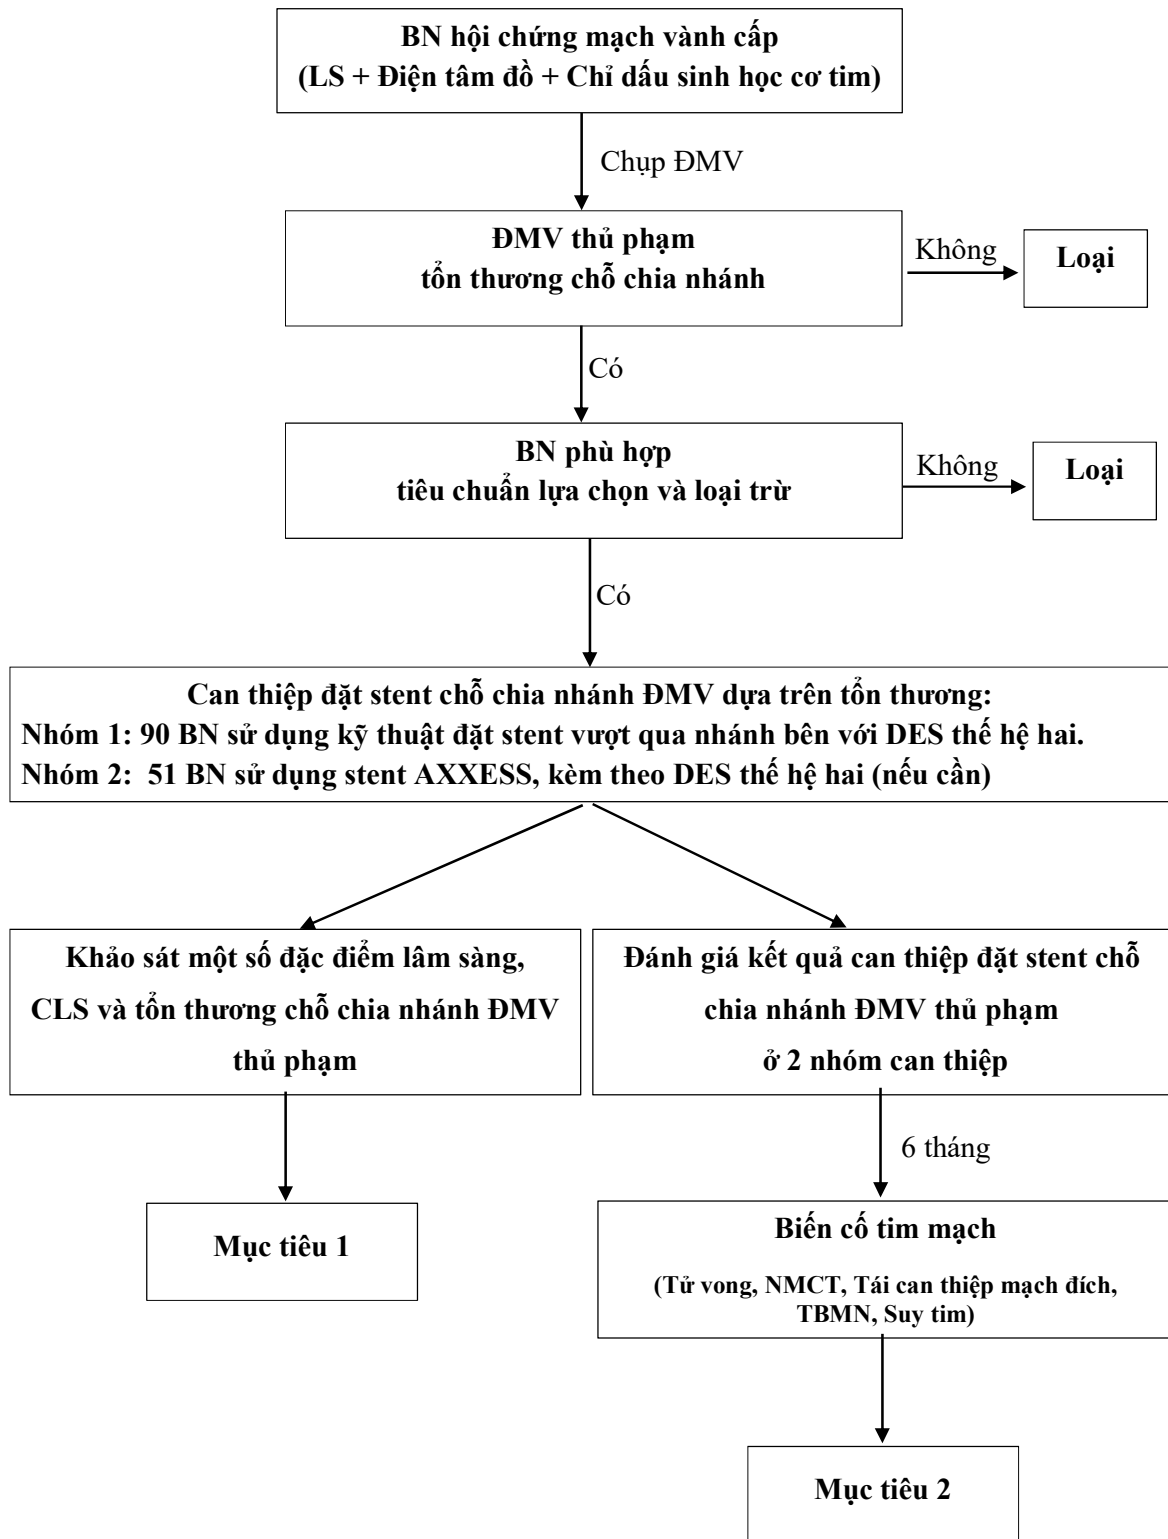 BN hội chứng mạch vành cấp
(LS + Điện tâm đồ + Chỉ dấu sinh học cơ tim)
Chụp ĐMV
ĐMV thủ phạm
tổn thương chỗ chia nhánh
Không
Loại
Có
BN phù hợp
tiêu chuẩn lựa chọn và loại trừ
Không
Loại
Có
Can thiệp đặt stent chỗ chia nhánh ĐMV dựa trên tổn thương:
Nhóm 1: 90 BN sử dụng kỹ thuật đặt stent vượt qua nhánh bên với DES thế hệ hai.
Nhóm 2: 51 BN sử dụng stent AXXESS, kèm theo DES thế hệ hai (nếu cần)
Khảo sát một số đặc điểm lâm sàng,
CLS và tổn thương chỗ chia nhánh ĐMV
thủ phạm
Đánh giá kết quả can thiệp đặt stent chỗ
chia nhánh ĐMV thủ phạm
ở 2 nhóm can thiệp
6 tháng
Mục tiêu 1
Biến cố tim mạch
(Tử vong, NMCT, Tái can thiệp mạch đích,
TBMN, Suy tim)
Mục tiêu 2